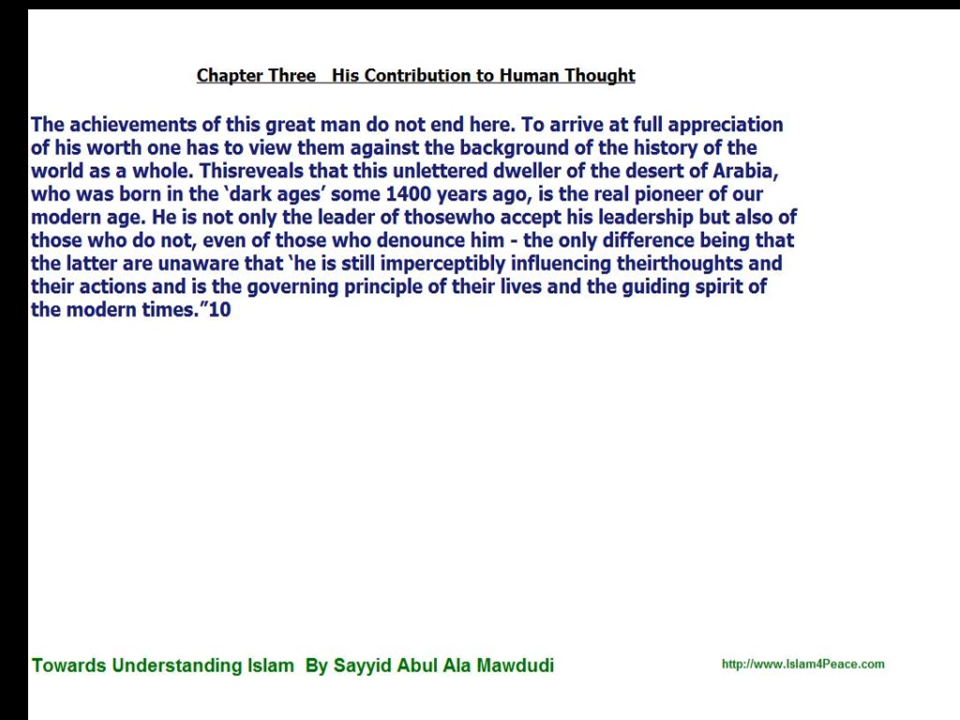 Chapter Three   His Contribution to Human Thought
The achievements of this great man do not end here. To arrive at full appreciation
of his worth one has to view them against the background of the history of the
world as a whole. Thisreveals that this unlettered dweller of the desert of Arabia,
who was born in the ‘dark ages’ some 1400 years ago, is the real pioneer of our
modern age. He is not only the leader of thosewho accept his leadership but also of
those who do not, even of those who denounce him - the only difference being that
the latter are unaware that ‘he is still imperceptibly influencing theirthoughts and
their actions and is the governing principle of their lives and the guiding spirit of
the modern times.”10
Towards Understanding Islam  By Sayyid Abul Ala Mawdudi
http://www.Islam4Peace.com